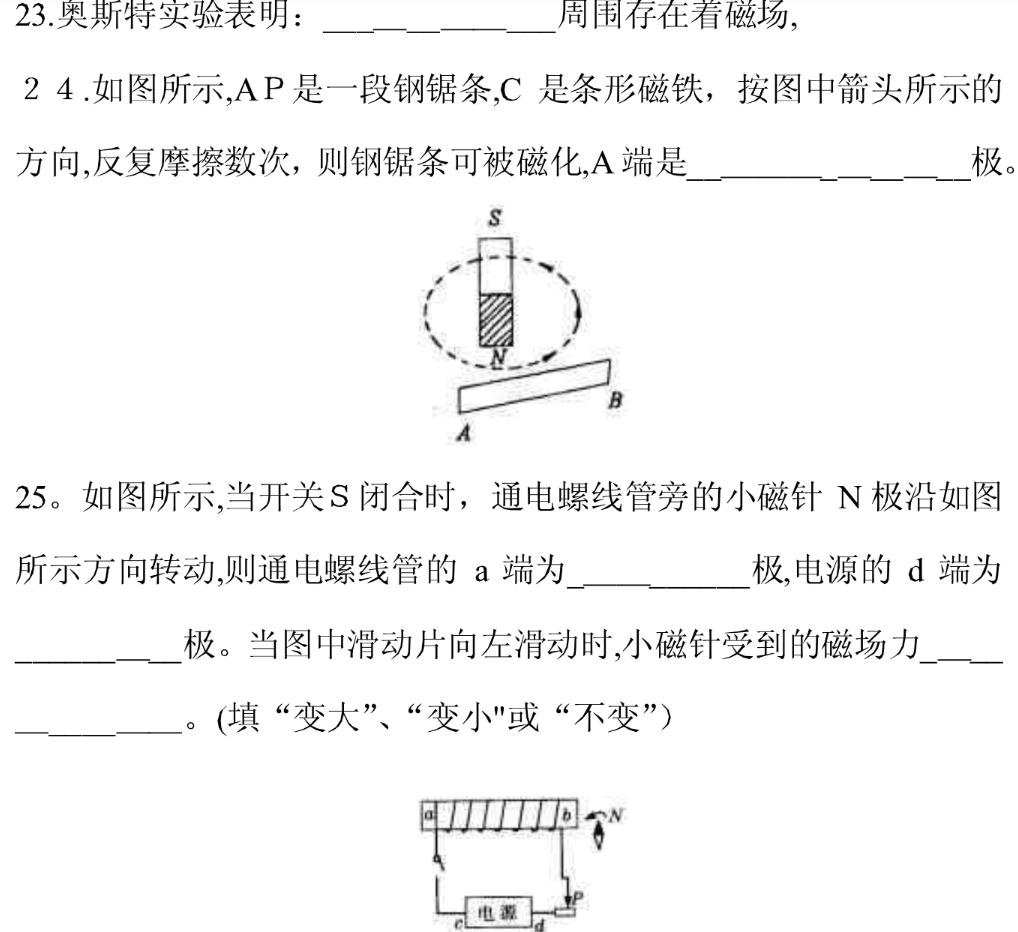 23.奥斯特实验表明：____________周围存在着磁场,
２４.如图所示,AＰ是一段钢锯条,C 是条形磁铁，按图中箭头所示的
方向,反复摩擦数次，则钢锯条可被磁化,A端是______________极。
S
N
B
A
25。如图所示,当开关Ｓ闭合时，通电螺线管旁的小磁针 N 极沿如图
所示方向转动,则通电螺线管的 a 端为__________极,电源的 d 端为
_________极。当图中滑动片向左滑动时,小磁针受到的磁场力____
_________。(填“变大”、“变小"或“不变”）
a b N
P
电源
c d